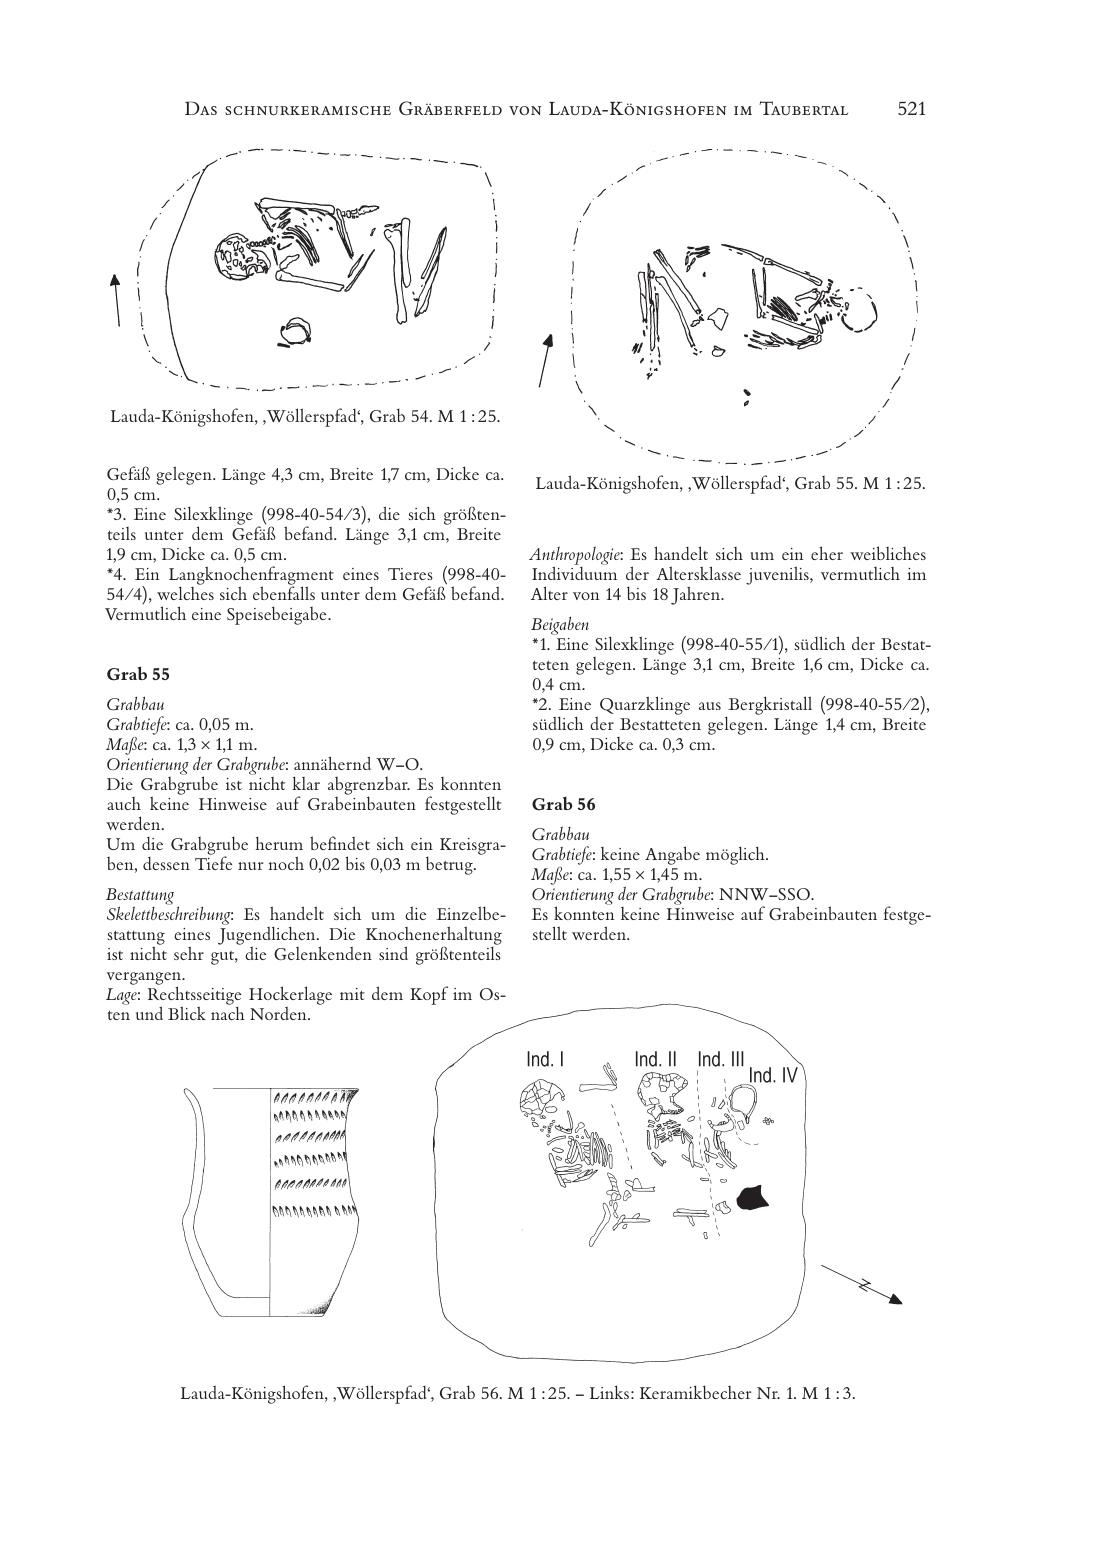 Das schnurkeramische Gräberfeld von Lauda-Königshofen im Taubertal 521
Lauda-Königshofen, ‚Wöllerspfad‘, Grab 54. M 1 : 25.
Gefäß gelegen. Länge 4,3 cm, Breite 1,7 cm, Dicke ca.
0,5 cm.
*3. Eine Silexklinge (998-40-54/3), die sich größten-
teils unter dem Gefäß befand. Länge 3,1 cm, Breite
1,9 cm, Dicke ca. 0,5 cm.
*4. Ein Langknochenfragment eines Tieres (998-40-
54/4), welches sich ebenfalls unter dem Gefäß befand.
Vermutlich eine Speisebeigabe.
Grab 55
Grabbau
Grabtiefe: ca. 0,05 m.
Maße: ca. 1,3 × 1,1 m.
Orientierung der Grabgrube: annähernd W–O.
Die Grabgrube ist nicht klar abgrenzbar. Es konnten
auch keine Hinweise auf Grabeinbauten festgestellt
werden.
Um die Grabgrube herum befindet sich ein Kreisgra-
ben, dessen Tiefe nur noch 0,02 bis 0,03 m betrug.
Bestattung
Skelettbeschreibung: Es handelt sich um die Einzelbe-
stattung eines Jugendlichen. Die Knochenerhaltung
ist nicht sehr gut, die Gelenkenden sind größtenteils
vergangen.
Lage: Rechtsseitige Hockerlage mit dem Kopf im Os-
ten und Blick nach Norden.
Lauda-Königshofen, ‚Wöllerspfad‘, Grab 55. M 1 : 25.
Anthropologie: Es handelt sich um ein eher weibliches
Individuum der Altersklasse juvenilis, vermutlich im
Alter von 14 bis 18 Jahren.
Beigaben
*1. Eine Silexklinge (998-40-55/1), südlich der Bestat-
teten gelegen. Länge 3,1 cm, Breite 1,6 cm, Dicke ca.
0,4 cm.
*2. Eine Quarzklinge aus Bergkristall (998-40-55/2),
südlich der Bestatteten gelegen. Länge 1,4 cm, Breite
0,9 cm, Dicke ca. 0,3 cm.
Grab 56
Grabbau
Grabtiefe: keine Angabe möglich.
Maße: ca. 1,55 × 1,45 m.
Orientierung der Grabgrube: NNW–SSO.
Es konnten keine Hinweise auf Grabeinbauten festge-
stellt werden.
Ind. I
Ind. II
Ind. III
Ind. IV
N
Lauda-Königshofen, ‚Wöllerspfad‘, Grab 56. M 1 : 25. – Links: Keramikbecher Nr. 1. M 1 : 3.